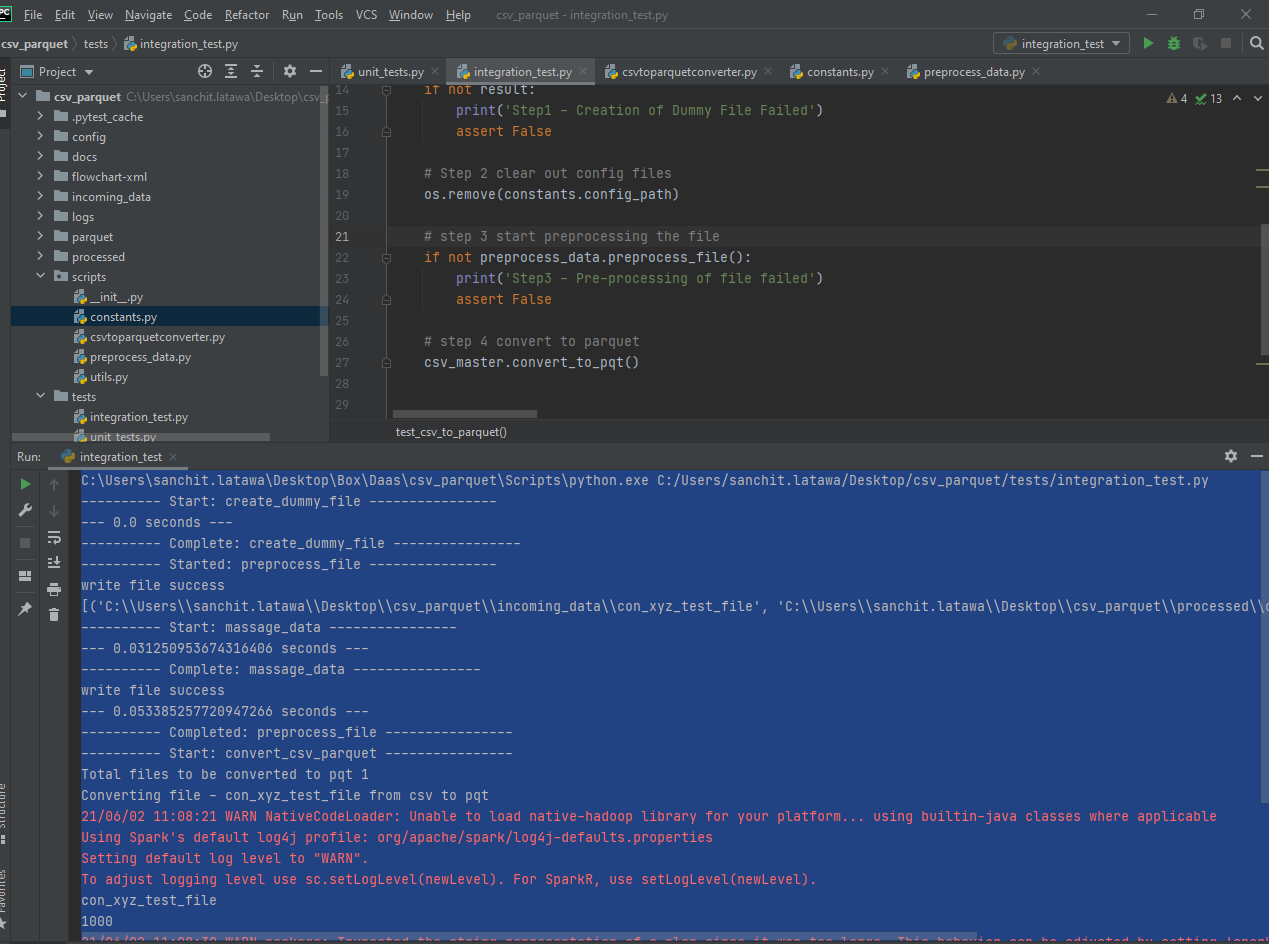 File Edit View Navigate Code Refactor Run Tools VCS Window Help csv_parquet - integration_test.py
csv_parquet tests integration_test.py integration_test
Project unit_tests.py integration_test.py csvtoparquetconverter.py constants.py preprocess_data.py
csv_parquet C:\Users\sanchit.latawa\Desktop\csv_p
.pytest_cache
config
docs
flowchart-xml
incoming_data
logs
parquet
processed
scripts
__init__.py
constants.py
csvtoparquetconverter.py
preprocess_data.py
utils.py
tests
integration_test.py
unit_tests.py
4 13
14 if not result:
15 print('Step1 - Creation of Dummy File Failed')
16 assert False
17
18 # Step 2 clear out config files
19 os.remove(constants.config_path)
20
21 # step 3 start preprocessing the file
22 if not preprocess_data.preprocess_file():
23 print('Step3 - Pre-processing of file failed')
24 assert False
25
26 # step 4 convert to parquet
27 csv_master.convert_to_pqt()
28
29
test_csv_to_parquet()
Run: integration_test
C:\Users\sanchit.latawa\Desktop\Box\Daas\csv_parquet\Scripts\python.exe C:/Users/sanchit.latawa/Desktop/csv_parquet/tests/integration_test.py
---------- Start: create_dummy_file ----------------
--- 0.0 seconds ---
---------- Complete: create_dummy_file ----------------
---------- Started: preprocess_file ----------------
write file success
[('C:\\Users\\sanchit.latawa\\Desktop\\csv_parquet\\incoming_data\\con_xyz_test_file', 'C:\\Users\\sanchit.latawa\\Desktop\\csv_parquet\\processed\\c
---------- Start: massage_data ----------------
--- 0.031250953674316406 seconds ---
---------- Complete: massage_data ----------------
write file success
--- 0.053385257720947266 seconds ---
---------- Completed: preprocess_file ----------------
---------- Start: convert_csv_parquet ----------------
Total files to be converted to pqt 1
Converting file - con_xyz_test_file from csv to pqt
21/06/02 11:08:21 WARN NativeCodeLoader: Unable to load native-hadoop library for your platform... using builtin-java classes where applicable
Using Spark's default log4j profile: org/apache/spark/log4j-defaults.properties
Setting default log level to "WARN".
To adjust logging level use sc.setLogLevel(newLevel). For SparkR, use setLogLevel(newLevel).
con_xyz_test_file
1000
Project
Structure
Favorites